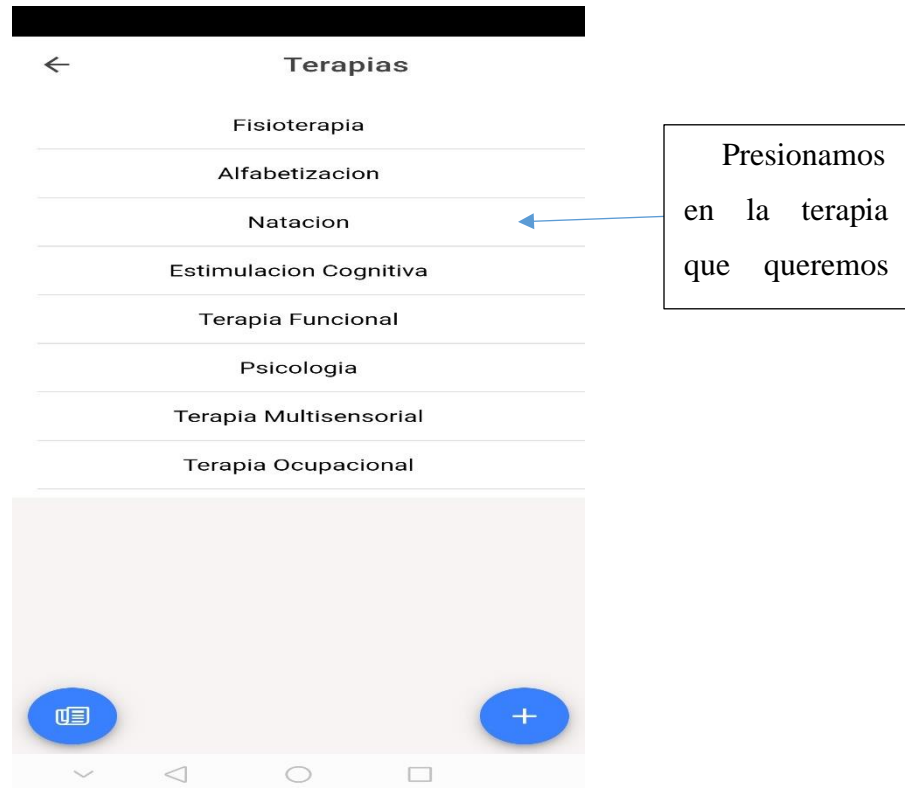 Terapias
Fisioterapia
Alfabetizacion
Natacion
Estimulacion Cognitiva
Terapia Funcional
Psicologia
Terapia Multisensorial
Terapia Ocupacional
Presionamos
en la terapia
que queremos